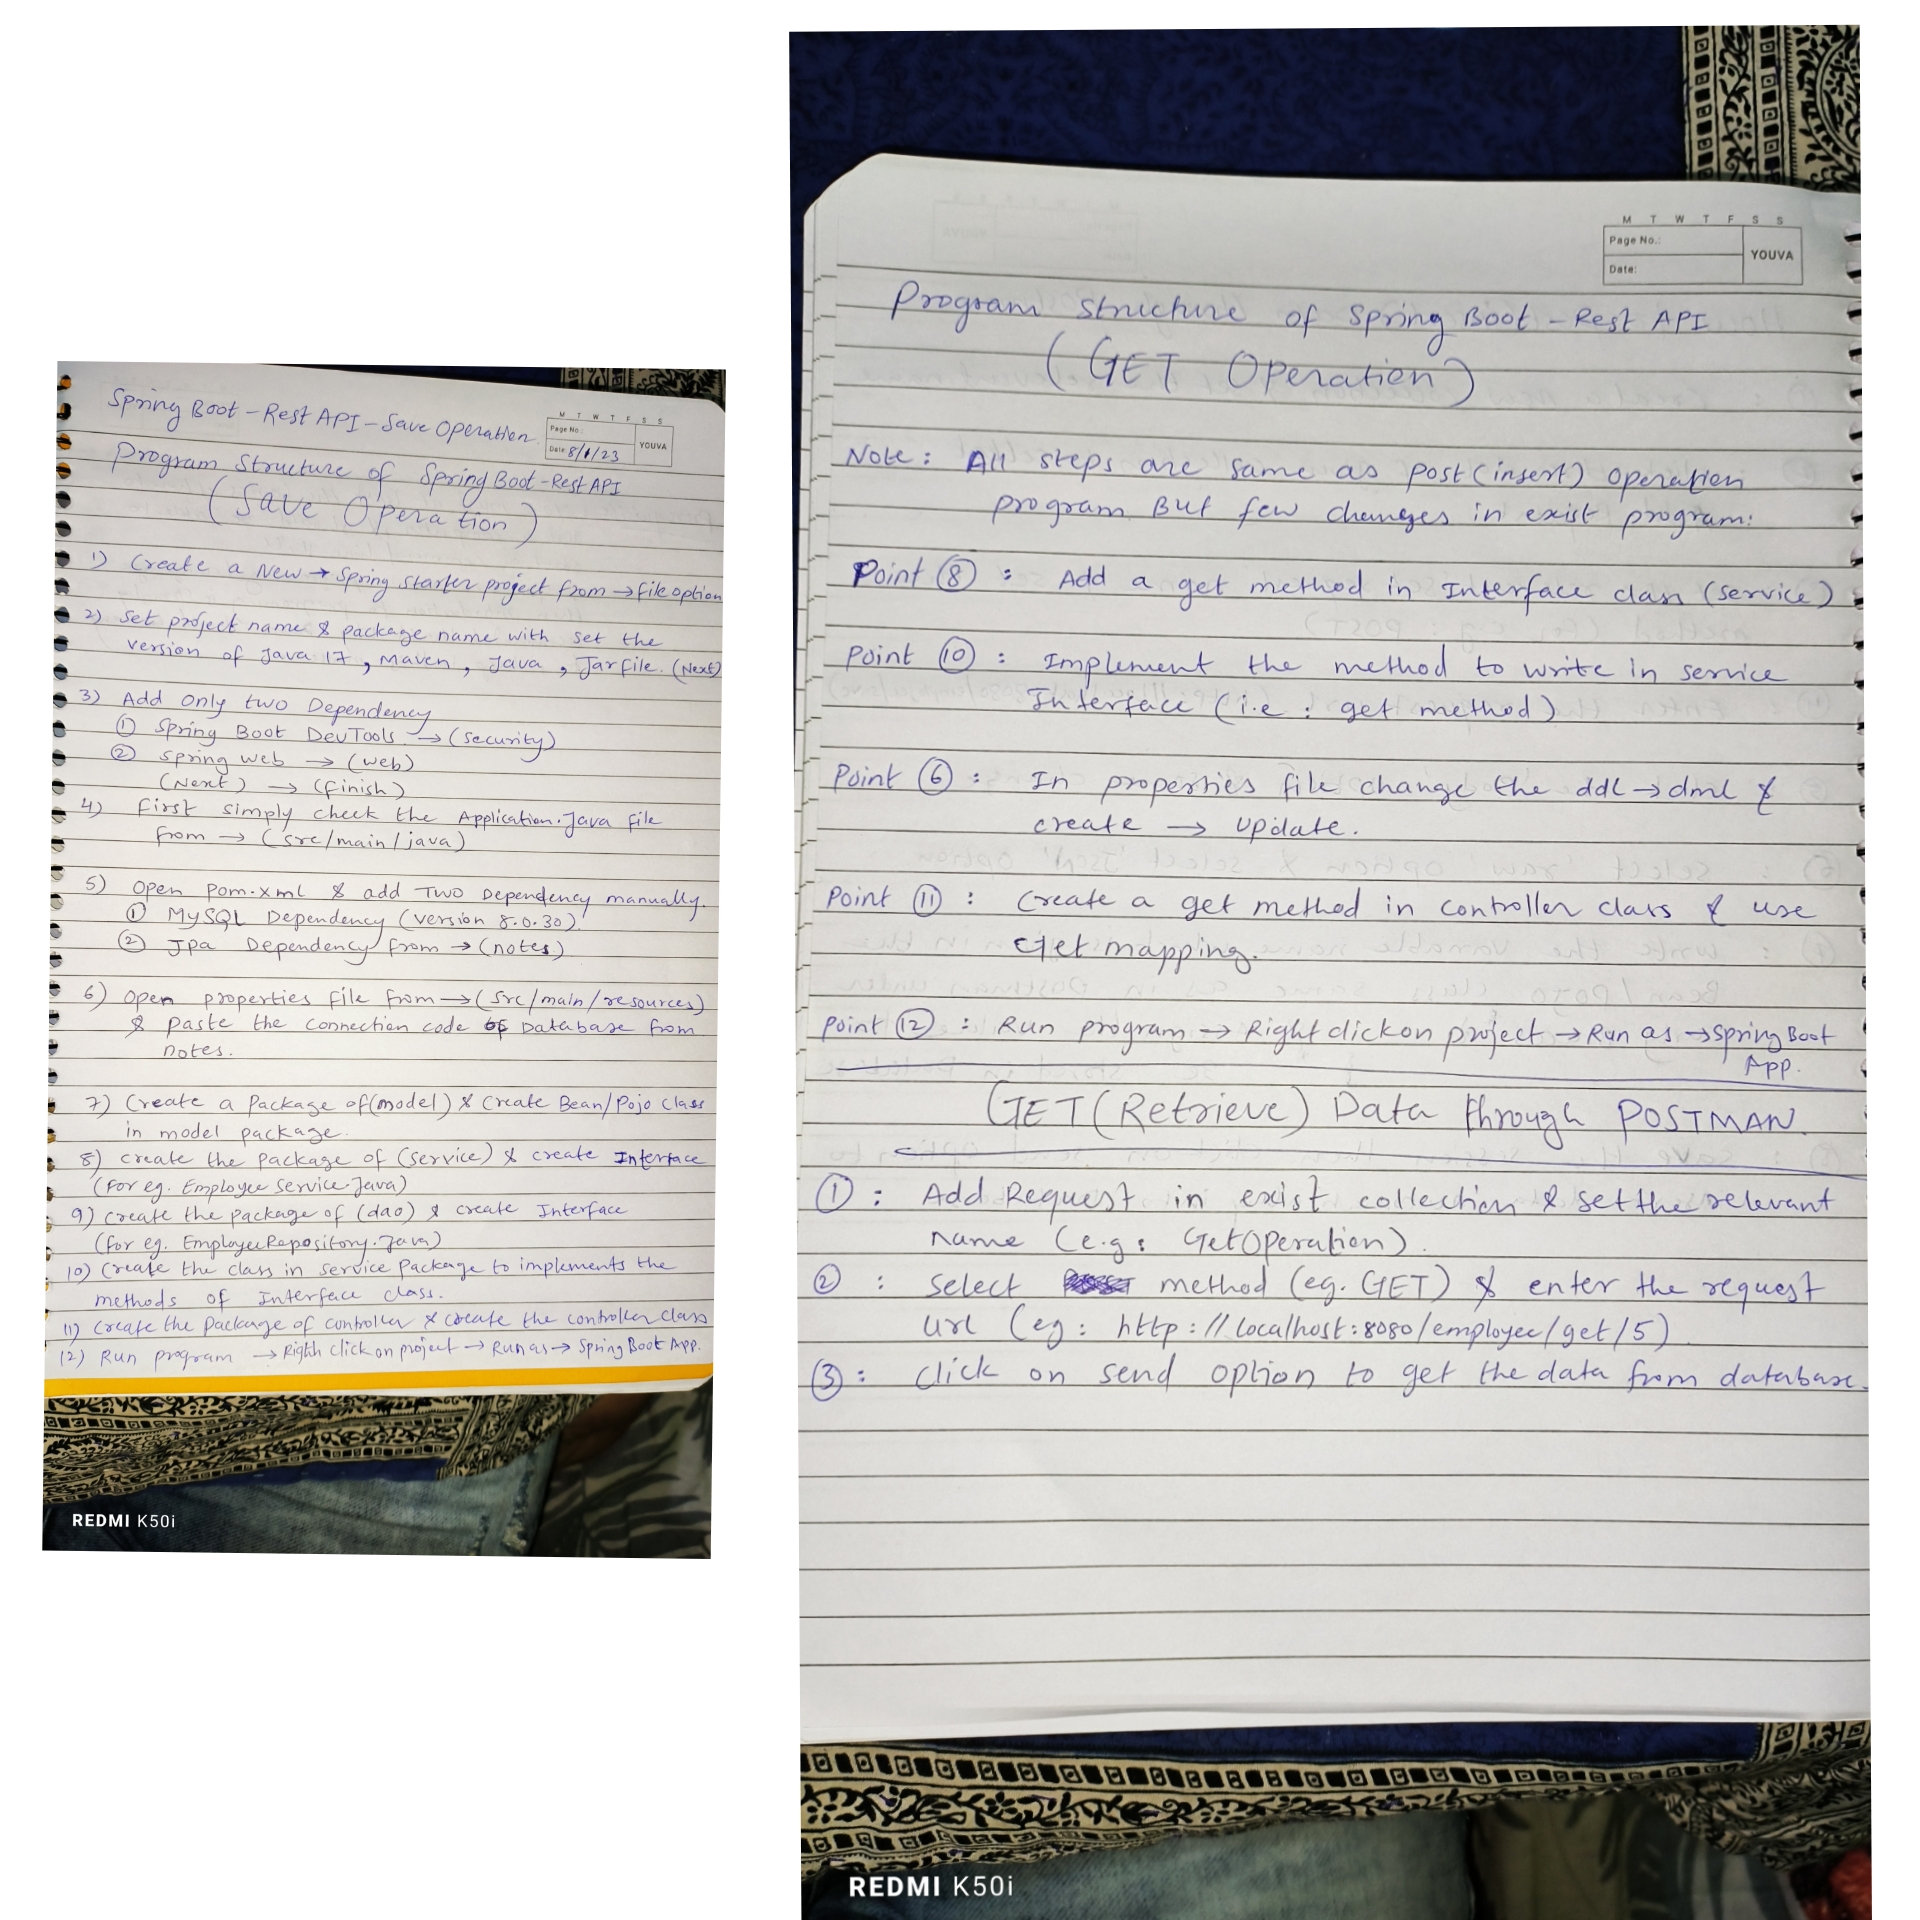 Spring Boot - Rest API - Save Operation.
M T W T F S S
Page No.:
Date: 8/1/23
YOUVA
Program Structure of Spring Boot - Rest API
(Save Operation)
1) Create a New → Spring starter project from → file option
2) Set project name & package name with set the
version of Java 17, Maven, Java, Jar file. (Next)
3) Add only two Dependency
① Spring Boot DevTools → (security)
② Spring web → (web)
(Next) → (finish)
4) First simply check the Application.Java file
from → (src/main/java)
5) Open pom.xml & add Two Dependency manually.
① MySQL Dependency (version 8.0.30)
② Jpa Dependency from → (notes)
6) Open properties file from → (src/main/resources)
& paste the connection code of Database from
notes.
7) Create a Package of (model) & Create Bean/Pojo class
in model package.
8) create the package of (service) & create Interface
(for eg. Employee Service.Java)
9) create the package of (dao) & create Interface
(for eg. EmployeeRepository.Java)
10) Create the class in service package to implements the
methods of Interface class.
11) Create the package of controller & create the controller class
12) Run program → Righth click on project → Run as → Spring Boot App.
REDMI K50i
M T W T F S S
Page No.:
Date:
YOUVA
Program structure of Spring Boot - Rest API
(GET Operation)
Note: All steps are same as post (insert) operation
program But few changes in exist program:
Point ⑧ : Add a get method in Interface class (service)
Point ⑩ : Implement the method to write in service
Interface (i.e : get method)
Point ⑥ : In properties file change the ddl → dml &
create → update.
Point ⑪ : Create a get method in controller class & use
Get mapping.
Point ⑫ : Run program → Right click on project → Run as → Spring Boot
App.
GET (Retrieve) Data through POSTMAN.
① : Add Request in exist collection & set the relevant
name (e.g: GetOperation).
② : Select method (eg. GET) & enter the request
url (eg: http://localhost:8080/employee/get/5)
③ : Click on send option to get the data from database.
REDMI K50i